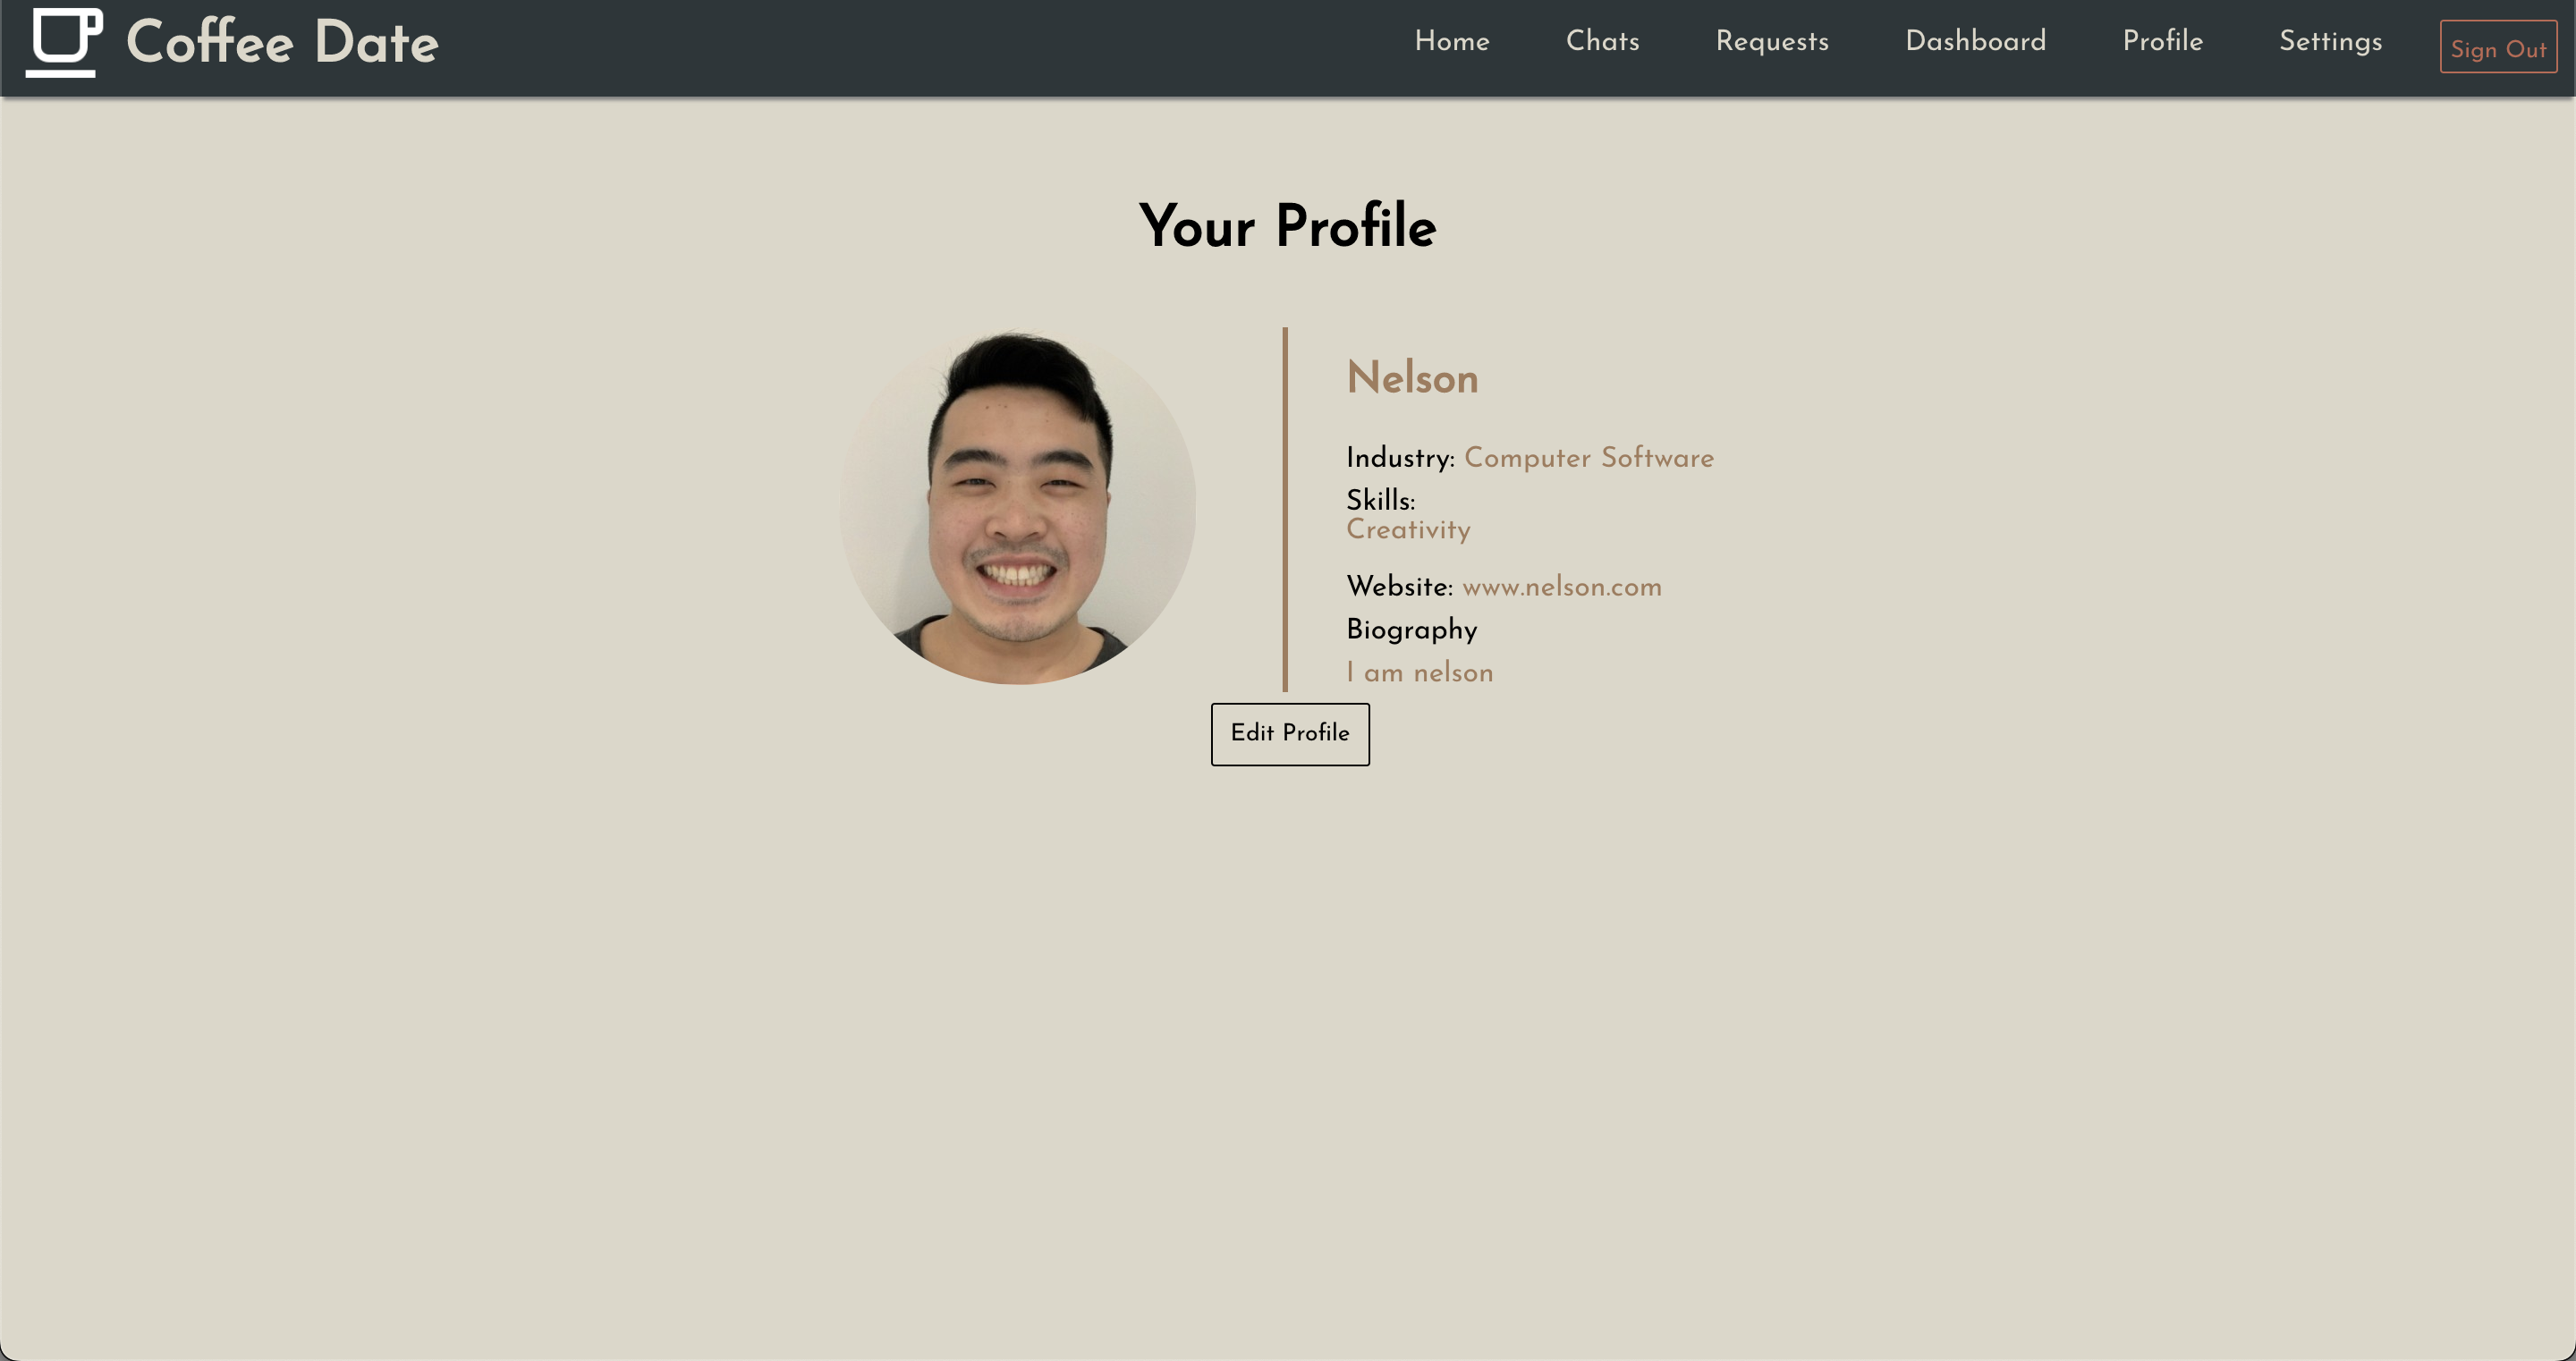 Coffee Date
Home Chats Requests Dashboard Profile Settings Sign Out
Your Profile
Nelson
Industry: Computer Software
Skills:
Creativity
Website: www.nelson.com
Biography
I am nelson
Edit Profile